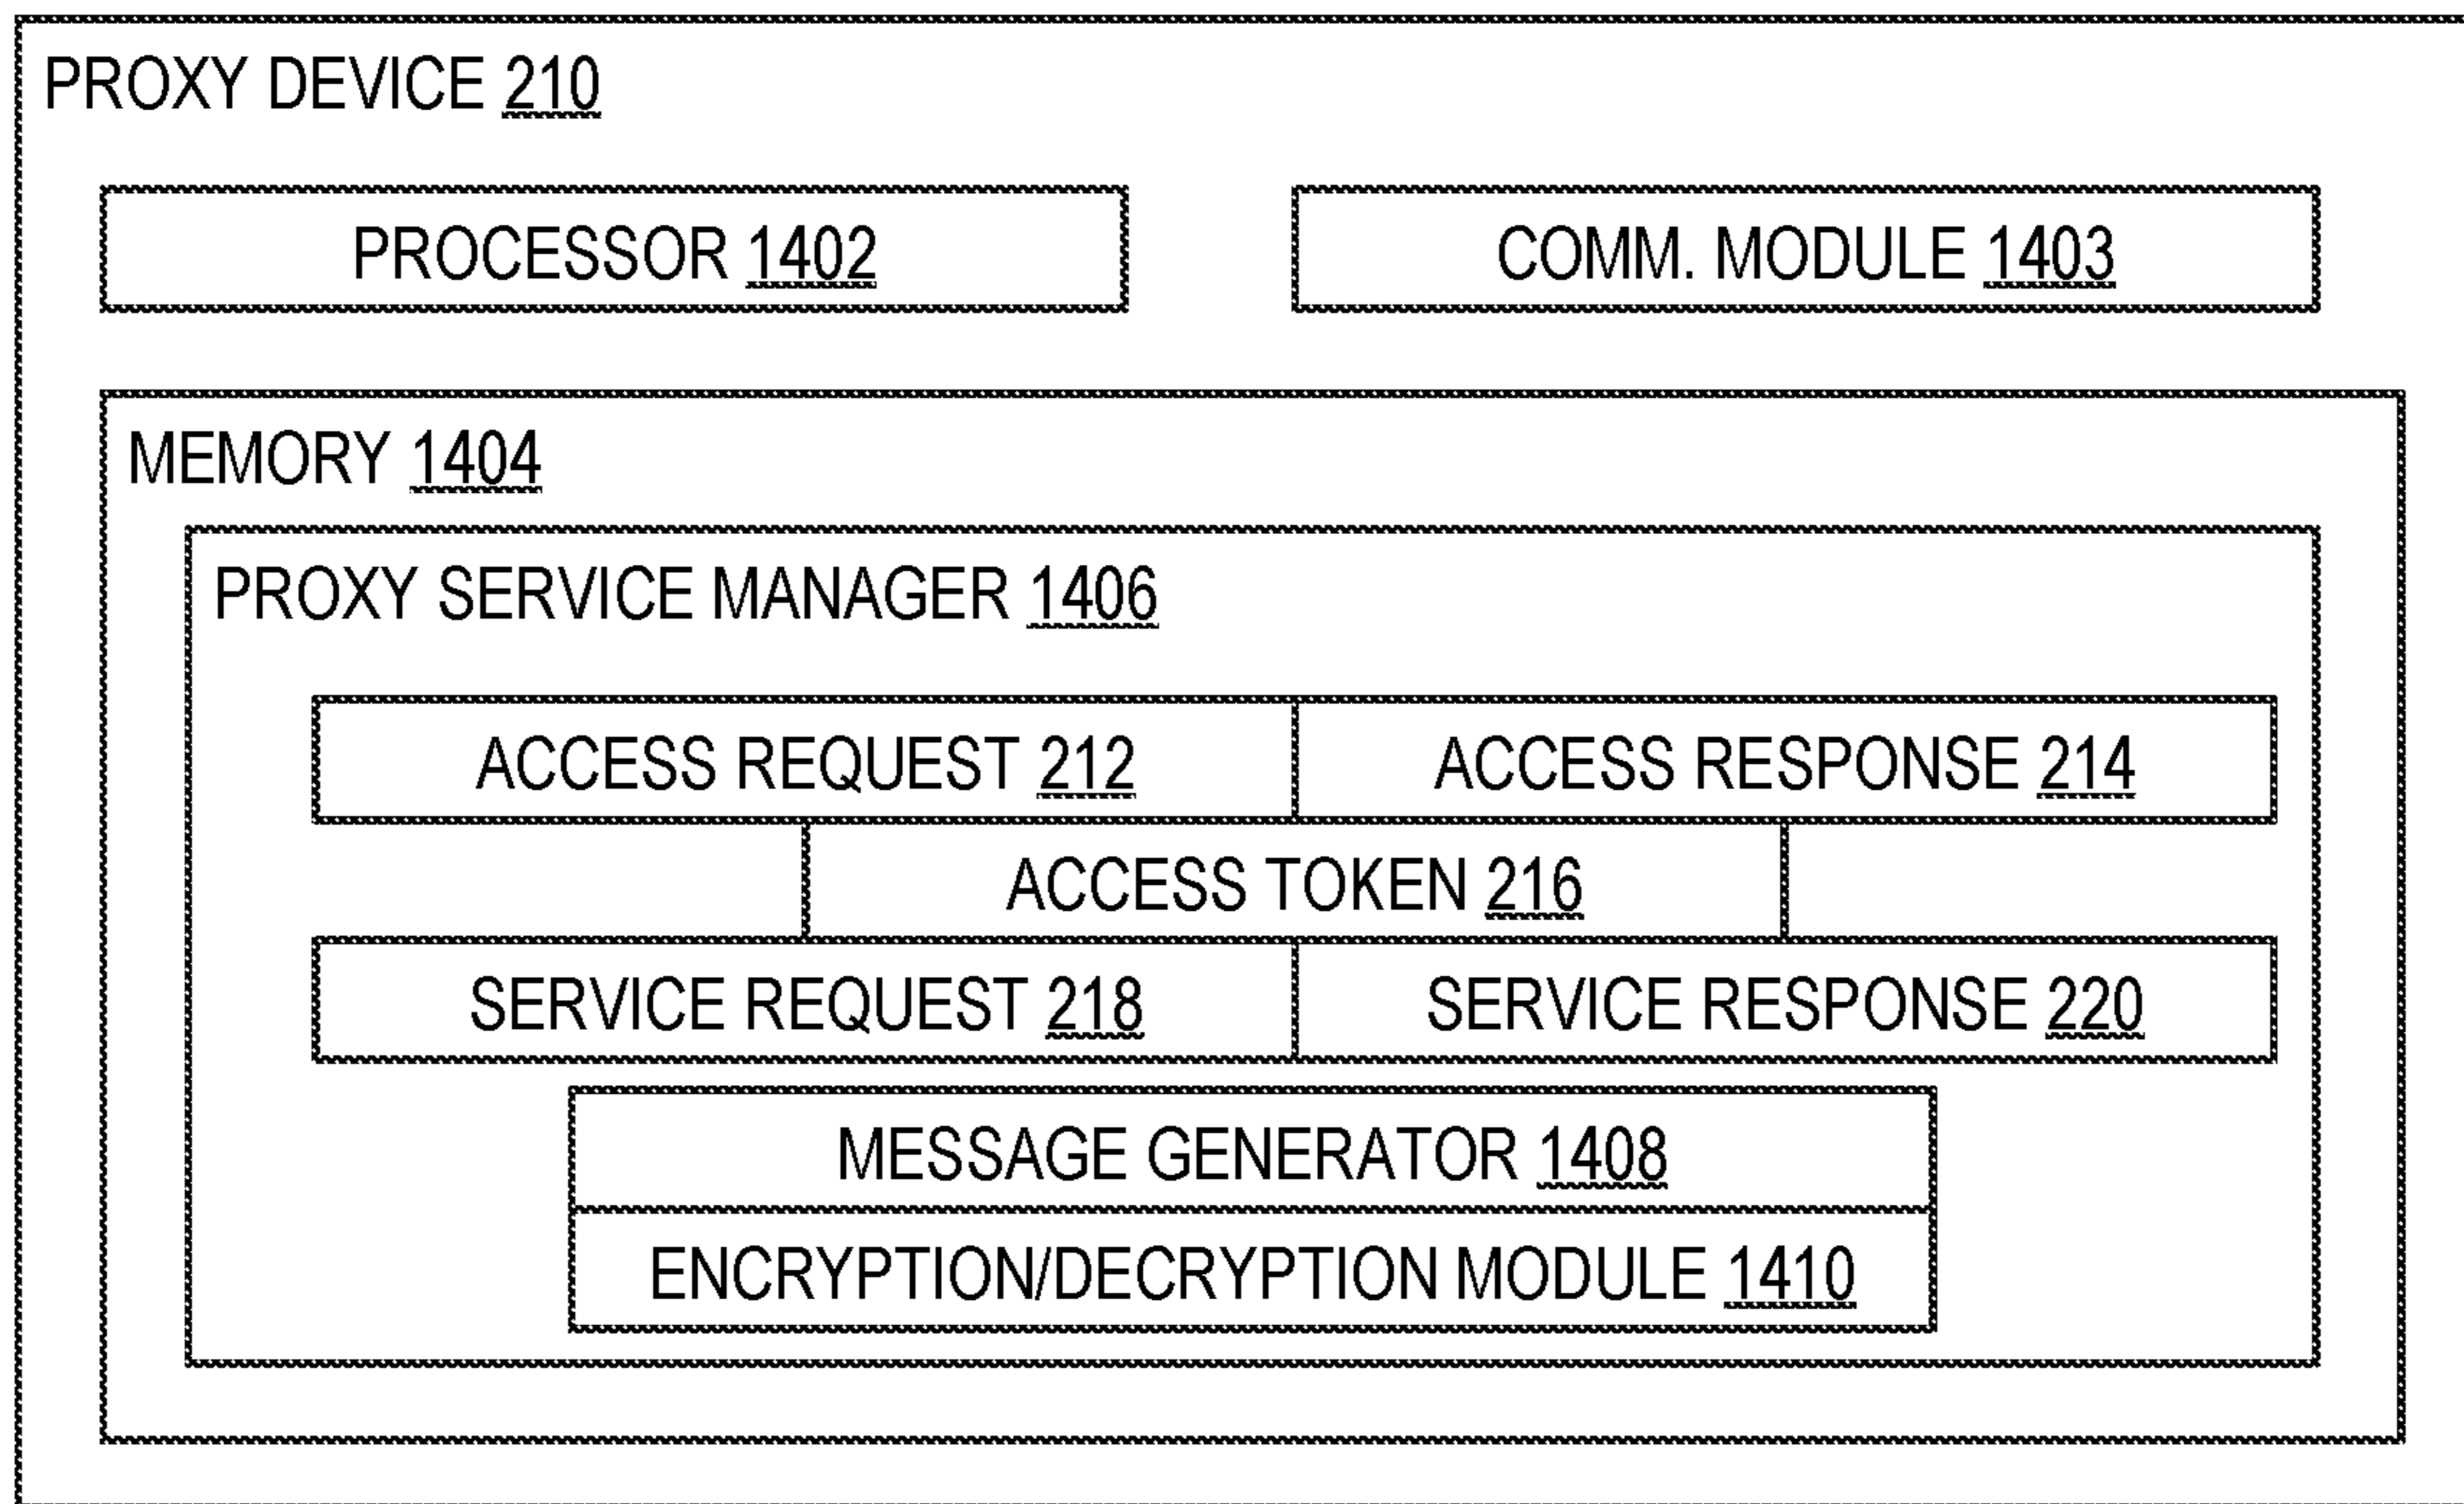 PROXY DEVICE 210
PROCESSOR 1402
COMM. MODULE 1403
MEMORY 1404
PROXY SERVICE MANAGER 1406
ACCESS REQUEST 212
ACCESS RESPONSE 214
ACCESS TOKEN 216
SERVICE REQUEST 218
SERVICE RESPONSE 220
MESSAGE GENERATOR 1408
ENCRYPTION/DECRYPTION MODULE 1410